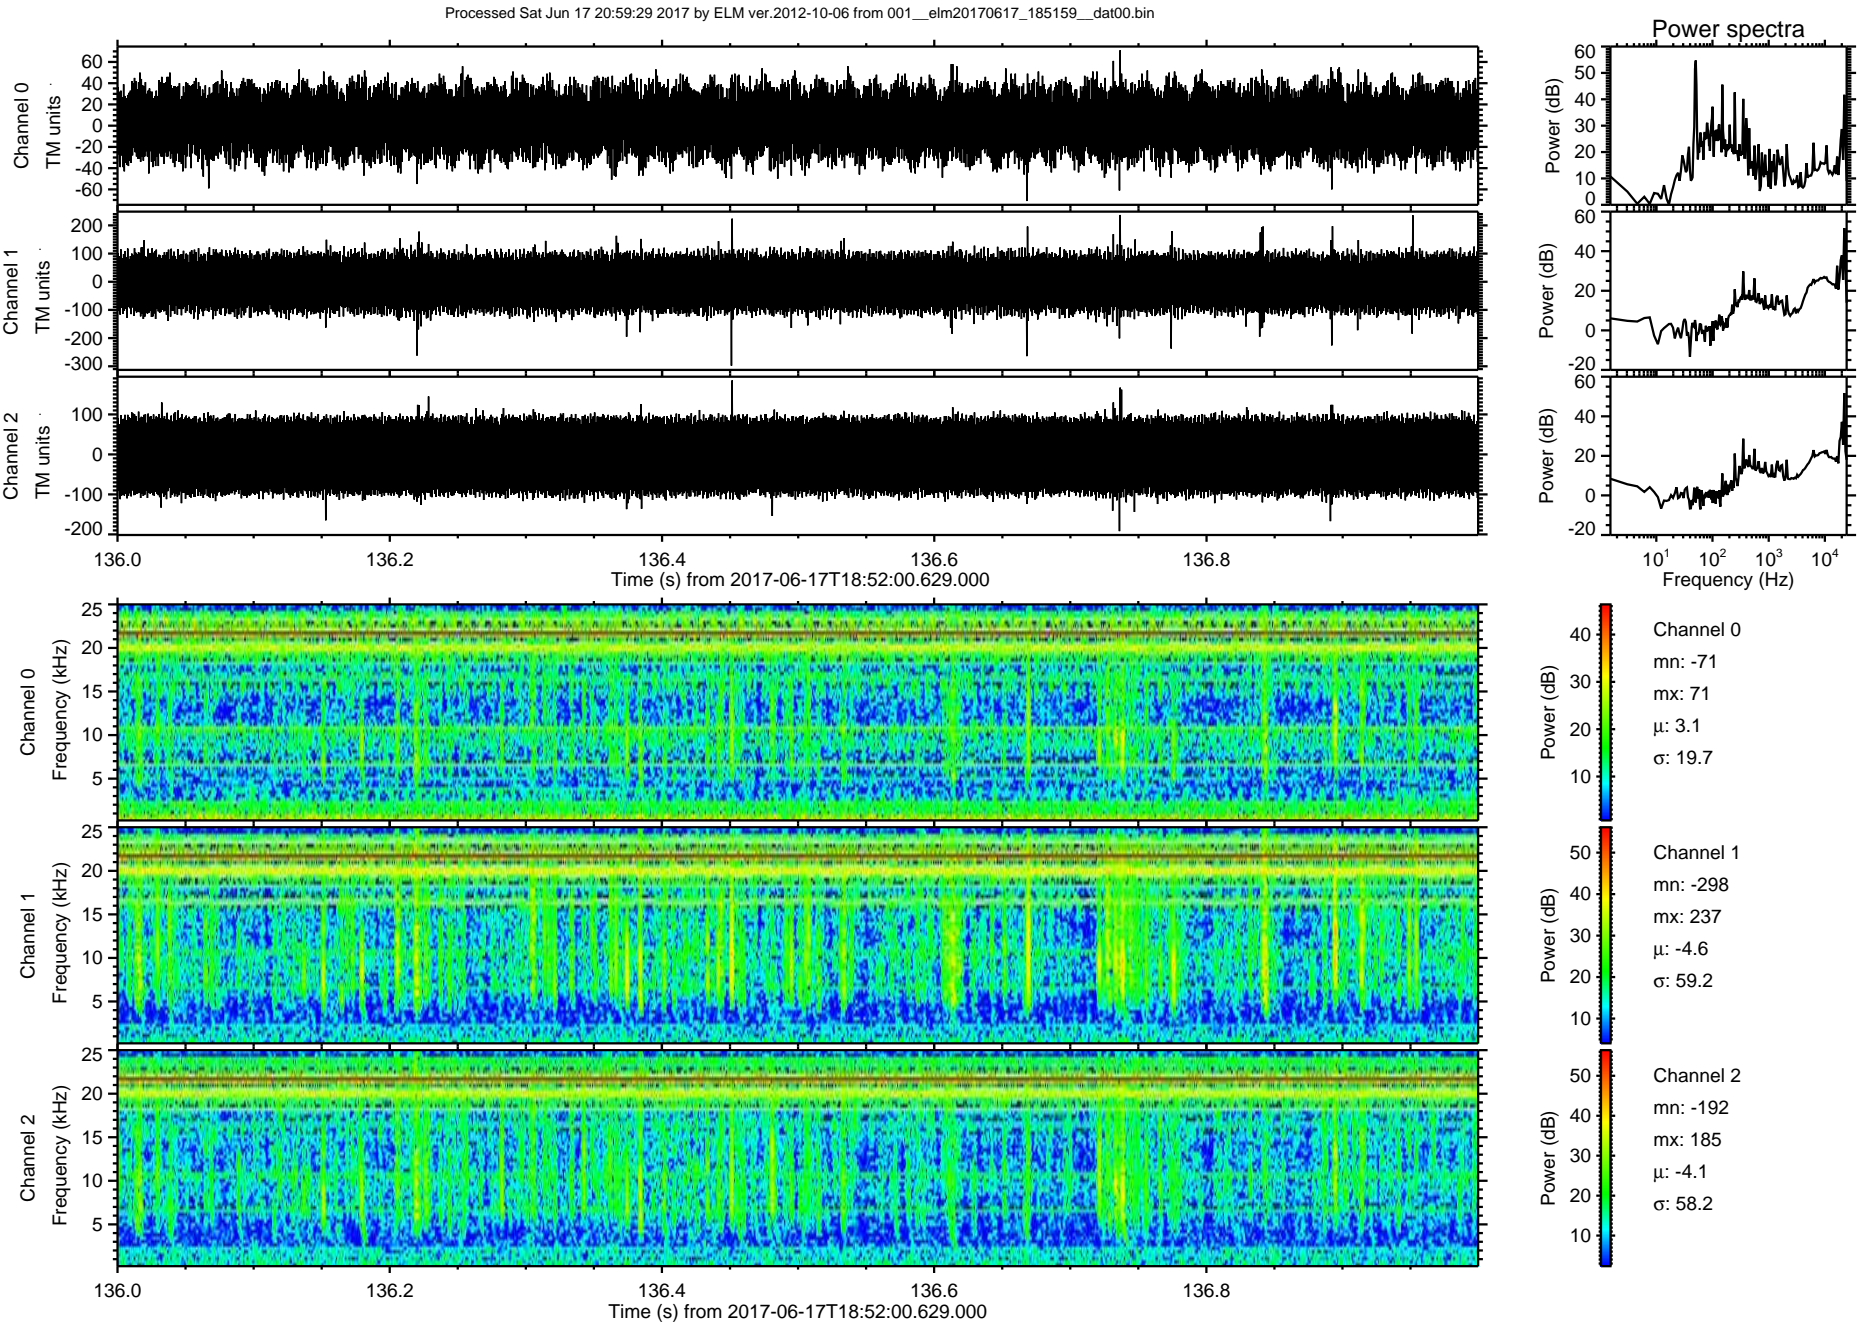 Processed Sat Jun 17 20:59:29 2017 by ELM ver.2012-10-06 from 001__elm20170617_185159__dat00.bin
Power spectra
Channel 0
TM units
60
40
20
0
-20
-40
-60
Power (dB)
60
50
40
30
20
10
0
Channel 1
TM units
200
100
0
-100
-200
-300
Power (dB)
60
40
20
0
-20
Channel 2
TM units
100
0
-100
-200
Power (dB)
60
40
20
0
-20
136.0 136.2 136.4 136.6 136.8
Time (s) from 2017-06-17T18:52:00.629.000
10¹ 10² 10³ 10⁴
Frequency (Hz)
Channel 0
Frequency (kHz)
25
20
15
10
5
Power (dB)
40
30
20
10
Channel 0
mn: -71
mx: 71
µ: 3.1
σ: 19.7
Channel 1
Frequency (kHz)
25
20
15
10
5
Power (dB)
50
40
30
20
10
Channel 1
mn: -298
mx: 237
µ: -4.6
σ: 59.2
Channel 2
Frequency (kHz)
25
20
15
10
5
Power (dB)
50
40
30
20
10
Channel 2
mn: -192
mx: 185
µ: -4.1
σ: 58.2
136.0 136.2 136.4 136.6 136.8
Time (s) from 2017-06-17T18:52:00.629.000